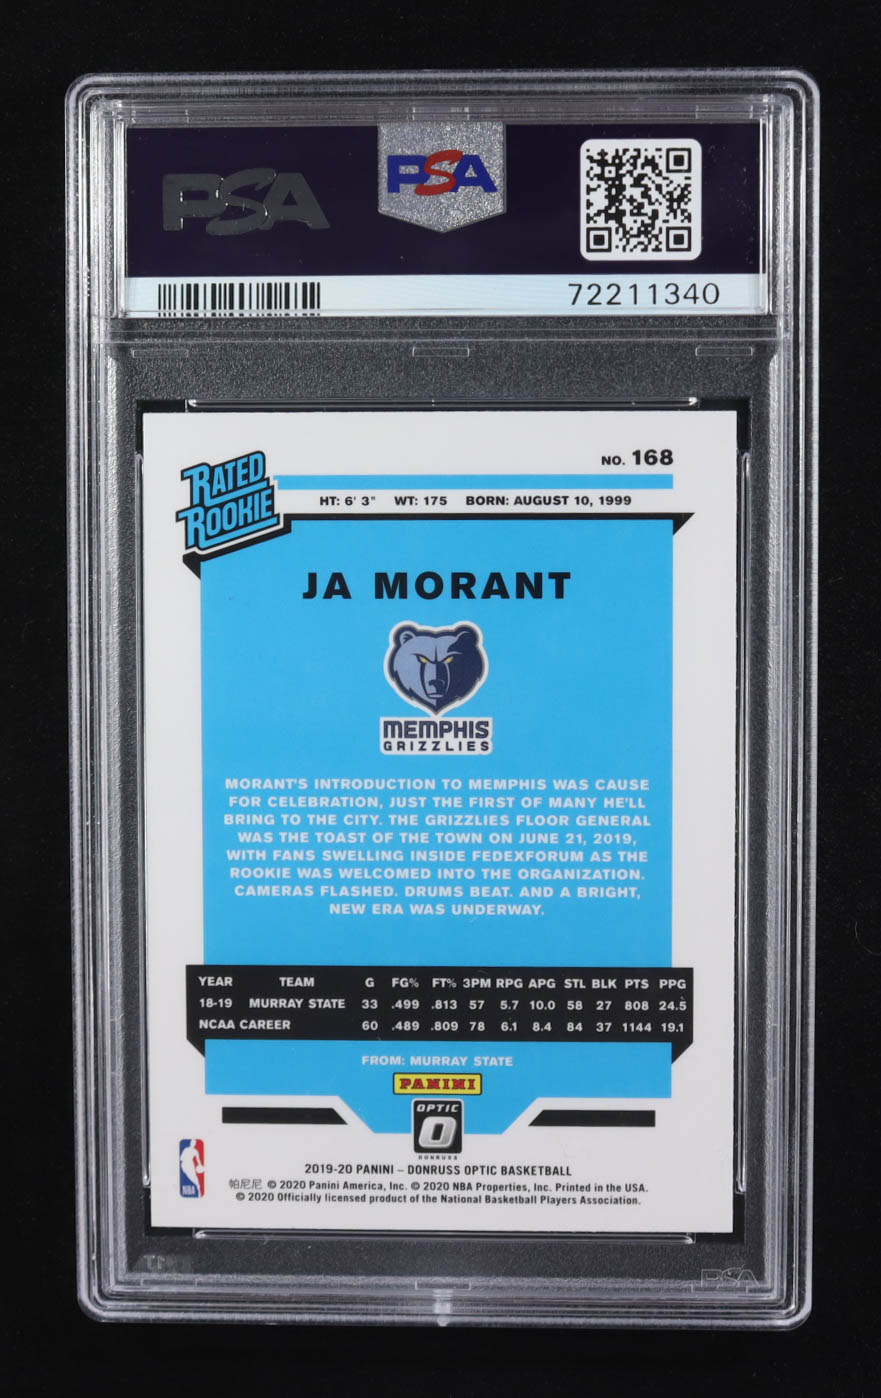 PSA
PSA
72211340
RATED
ROOKIE
NO. 168
HT: 6' 3" WT: 175 BORN: AUGUST 10, 1999
JA MORANT
MEMPHIS
GRIZZLIES
MORANT'S INTRODUCTION TO MEMPHIS WAS CAUSE
FOR CELEBRATION, JUST THE FIRST OF MANY HE'LL
BRING TO THE CITY. THE GRIZZLIES FLOOR GENERAL
WAS THE TOAST OF THE TOWN ON JUNE 21, 2019,
WITH FANS SWELLING INSIDE FEDEXFORUM AS THE
ROOKIE WAS WELCOMED INTO THE ORGANIZATION.
CAMERAS FLASHED. DRUMS BEAT. AND A BRIGHT,
NEW ERA WAS UNDERWAY.
YEAR TEAM G FG% FT% 3PM RPG APG STL BLK PTS PPG
18-19 MURRAY STATE 33 .499 .813 57 5.7 10.0 58 27 808 24.5
NCAA CAREER 60 .489 .809 78 6.1 8.4 84 37 1144 19.1
FROM: MURRAY STATE
PANINI
OPTIC
O
DONRUSS
NBA
2019-20 PANINI – DONRUSS OPTIC BASKETBALL
帕尼尼 © 2020 Panini America, Inc. © 2020 NBA Properties, Inc. Printed in the USA.
© 2020 Officially licensed product of the National Basketball Players Association.
PSA